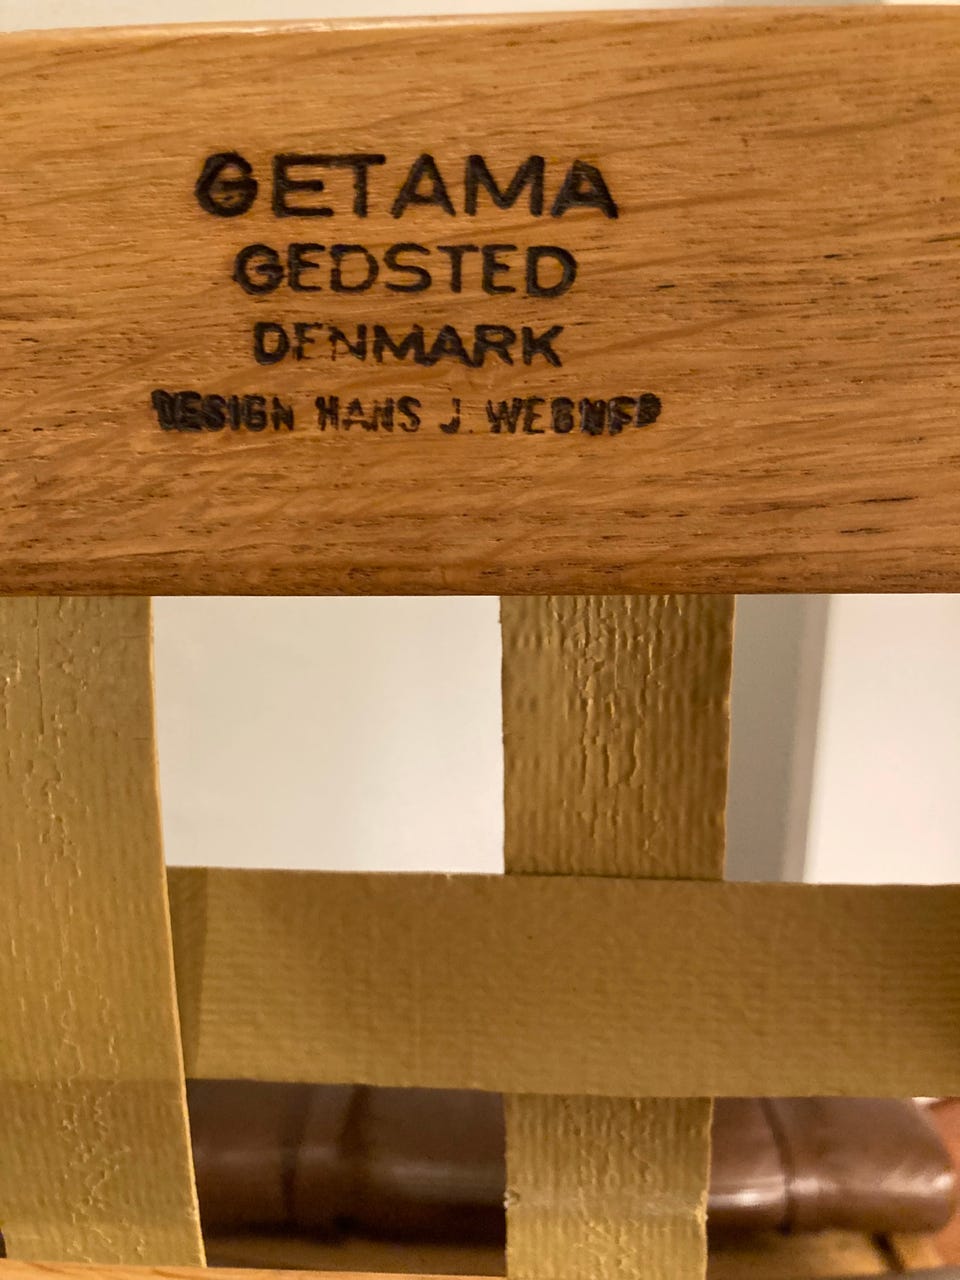 GETAMA
GEDSTED
DENMARK
DESIGN HANS J. WEGNER